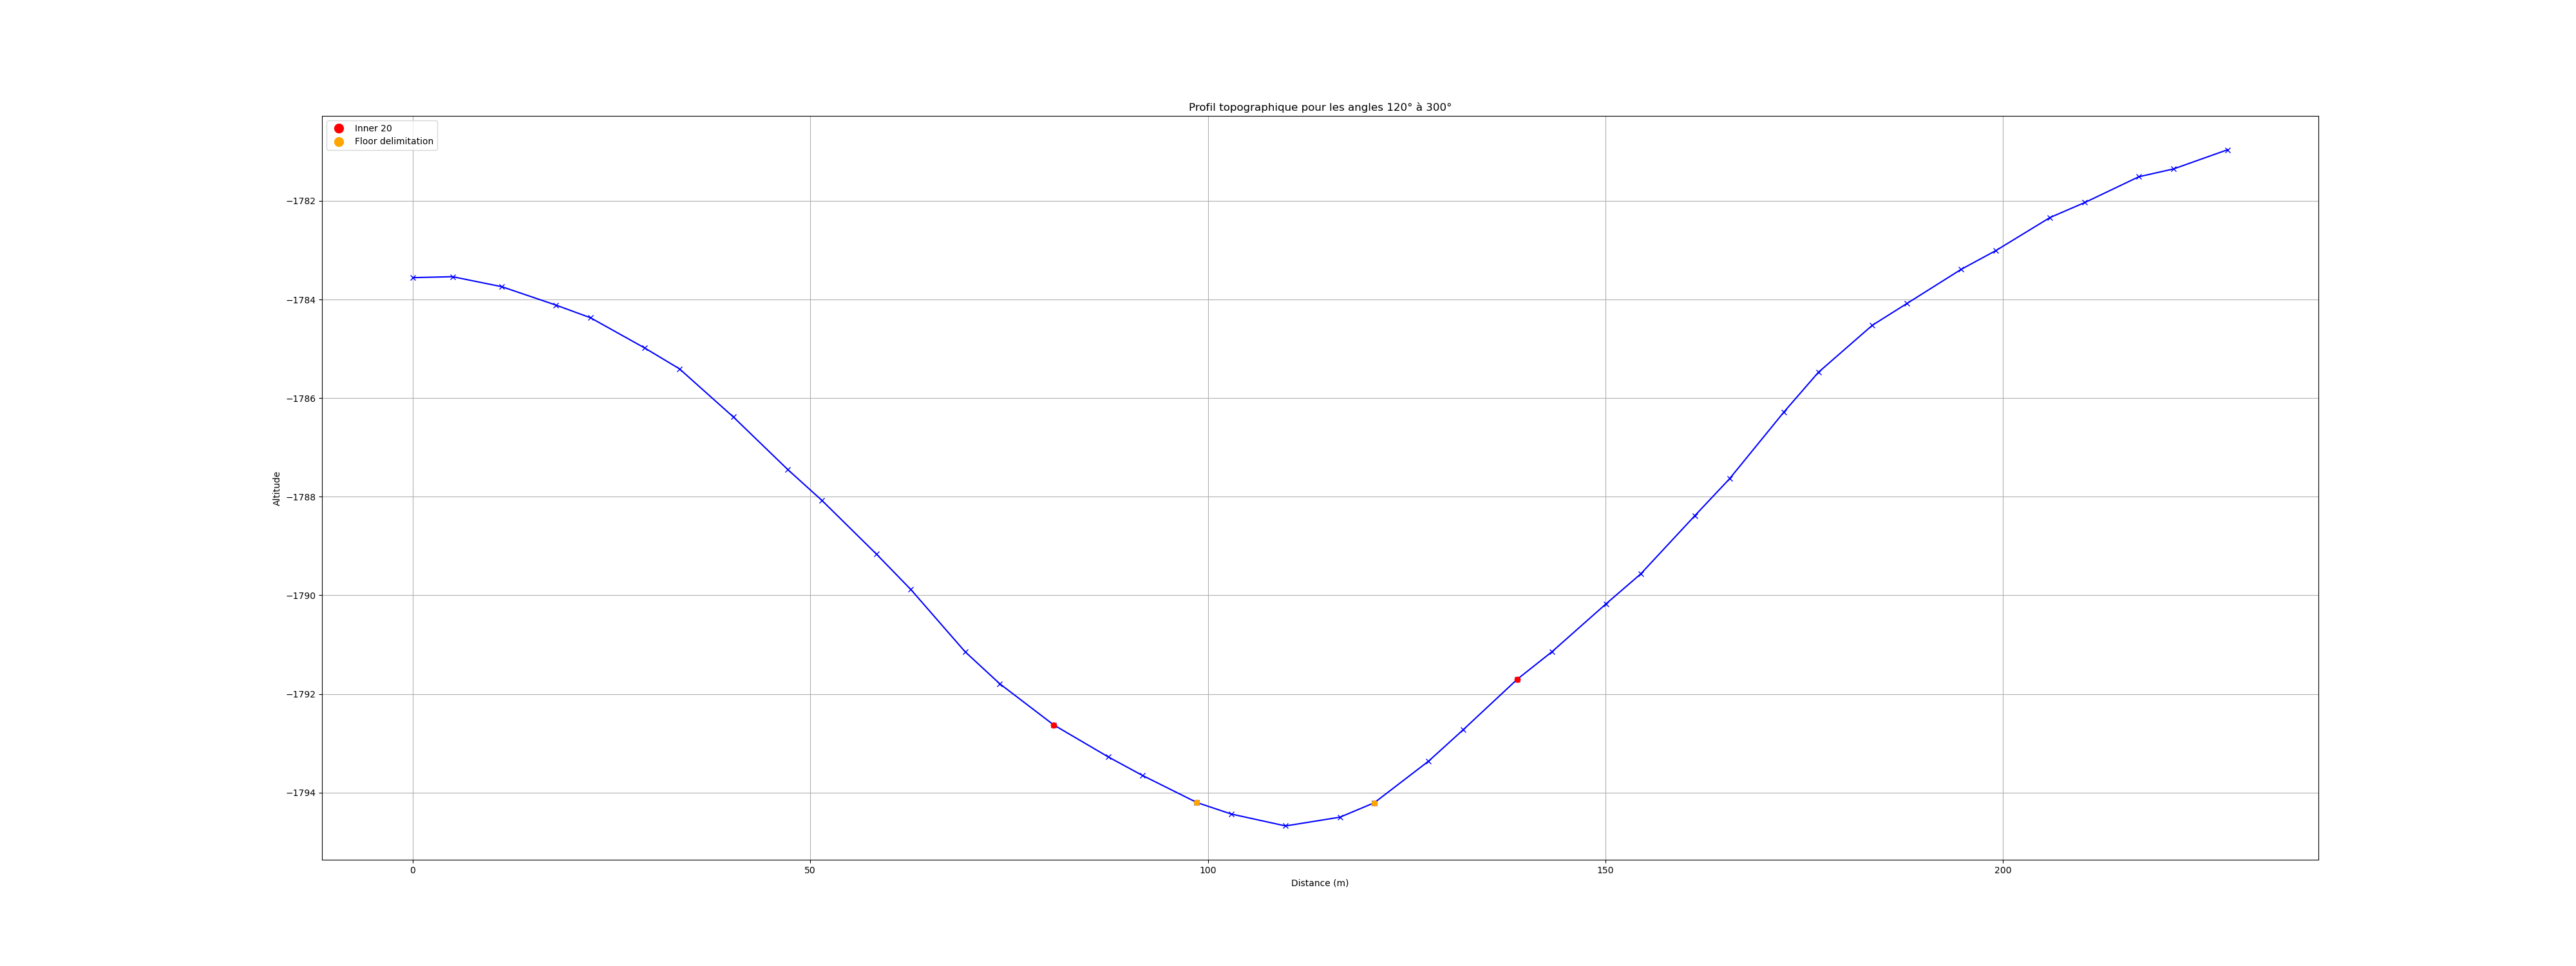 Profil topographique pour les angles 120° à 300°
Inner 20
Floor delimitation
−1782
−1784
−1786
−1788
−1790
−1792
−1794
Altitude
0 50 100 150 200
Distance (m)